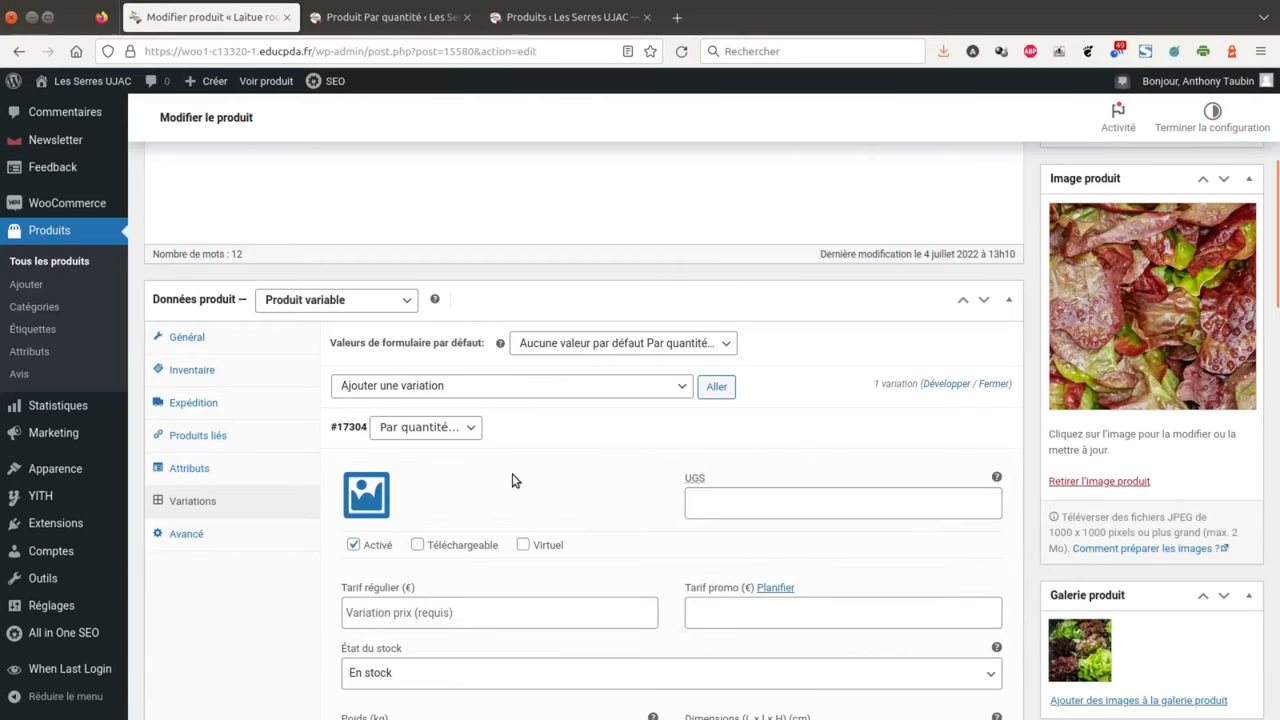 Modifier produit « Laitue rou
Produit Par quantité ‹ Les Se
Produits ‹ Les Serres UJAC —
https://woo1-c13320-1.educpda.fr/wp-admin/post.php?post=15580&action=edit
Rechercher
49
ABP
Les Serres UJAC
0
Créer
Voir produit
SEO
Bonjour, Anthony Taubin
Commentaires
Newsletter
Feedback
WooCommerce
Produits
Tous les produits
Ajouter
Catégories
Étiquettes
Attributs
Avis
Statistiques
Marketing
Apparence
YITH
Extensions
Comptes
Outils
Réglages
All in One SEO
When Last Login
Réduire le menu
Modifier le produit
Activité
Terminer la configuration
Nombre de mots : 12
Dernière modification le 4 juillet 2022 à 13h10
Données produit —
Produit variable
Général
Inventaire
Expédition
Produits liés
Attributs
Variations
Avancé
Valeurs de formulaire par défaut:
Aucune valeur par défaut Par quantité...
Ajouter une variation
Aller
1 variation (Développer / Fermer)
#17304
Par quantité...
UGS
Activé
Téléchargeable
Virtuel
Tarif régulier (€)
Variation prix (requis)
Tarif promo (€) Planifier
État du stock
En stock
Poids (kg)
Dimensions (L x l x H) (cm)
Image produit
Cliquez sur l'image pour la modifier ou la
mettre à jour.
Retirer l'image produit
Téléverser des fichiers JPEG de
1000 x 1000 pixels ou plus grand (max. 2
Mo). Comment préparer les images ?
Galerie produit
Ajouter des images à la galerie produit